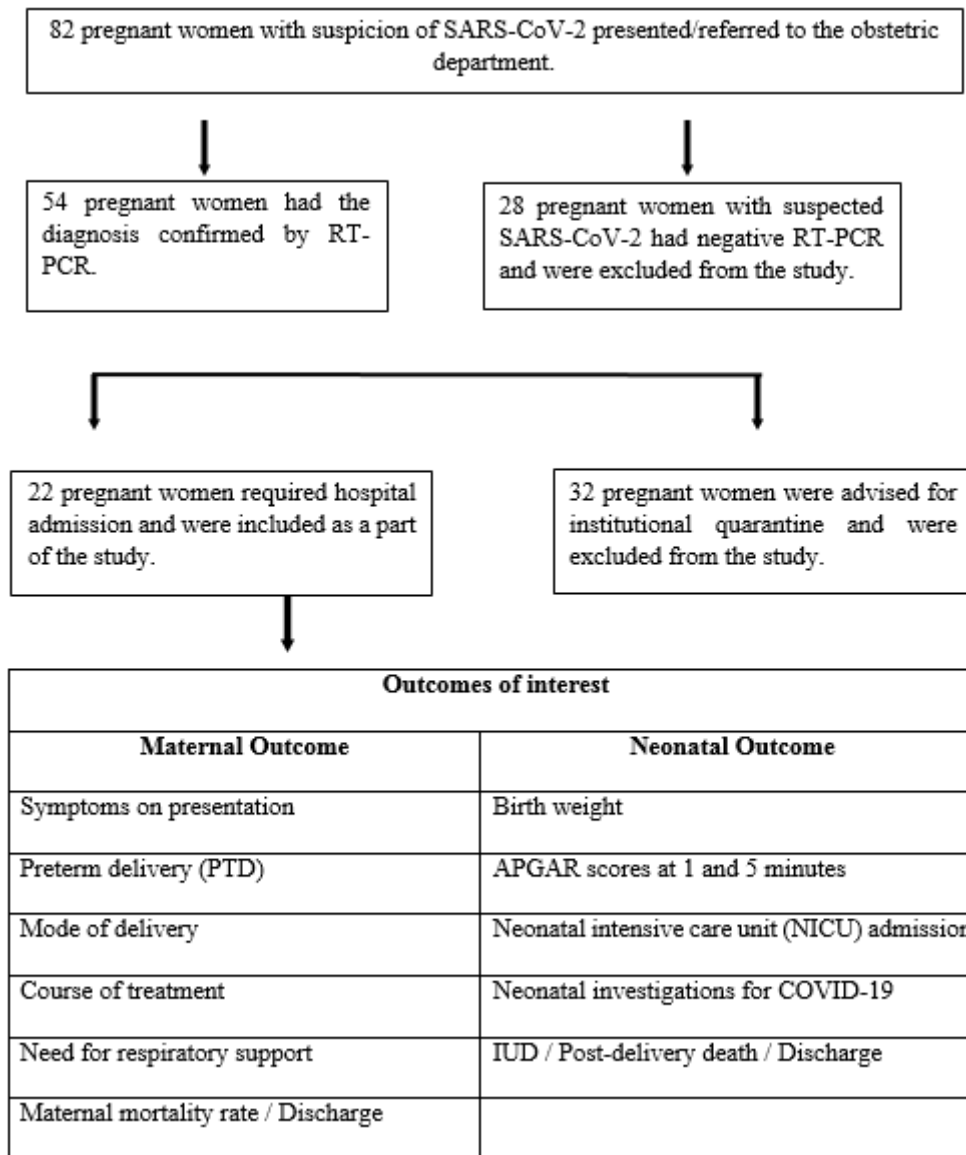 82 pregnant women with suspicion of SARS-CoV-2 presented/referred to the obstetric
department.
54 pregnant women had the
diagnosis confirmed by RT-
PCR.
28 pregnant women with suspected
SARS-CoV-2 had negative RT-PCR
and were excluded from the study.
22 pregnant women required hospital
admission and were included as a part
of the study.
32 pregnant women were advised for
institutional quarantine and were
excluded from the study.
Outcomes of interest
Maternal Outcome
Neonatal Outcome
Symptoms on presentation
Birth weight
Preterm delivery (PTD)
APGAR scores at 1 and 5 minutes
Mode of delivery
Neonatal intensive care unit (NICU) admission
Course of treatment
Neonatal investigations for COVID-19
Need for respiratory support
IUD / Post-delivery death / Discharge
Maternal mortality rate / Discharge